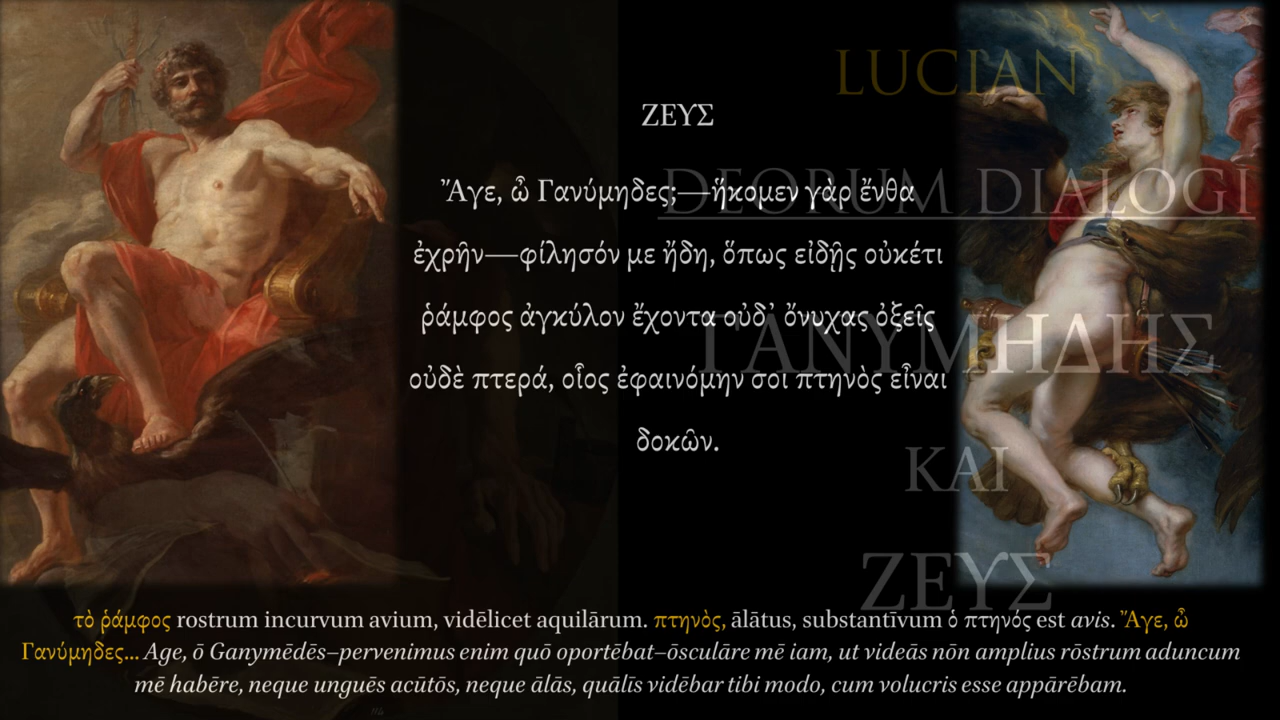 LUCIAN
DEORUM DIALOGI
ΓΑΝΥΜΗΔΗΣ
ΚΑΙ
ΖΕΥΣ
ΖΕΥΣ
Ἄγε, ὦ Γανύμηδες;—ἥκομεν γὰρ ἔνθα
ἐχρῆν—φίλησόν με ἤδη, ὅπως εἰδῇς οὐκέτι
ῥάμφος ἀγκύλον ἔχοντα οὐδ᾽ ὄνυχας ὀξεῖς
οὐδὲ πτερά, οἷος ἐφαινόμην σοι πτηνὸς εἶναι
δοκῶν.
τὸ ῥάμφος rostrum incurvum avium, vidēlicet aquilārum. πτηνὸς, ālātus, substantīvum ὁ πτηνός est avis. Ἄγε, ὦ
Γανύμηδες... Age, ō Ganymēdēs–pervenimus enim quō oportēbat–ōsculāre mē iam, ut videās nōn amplius rōstrum aduncum
mē habēre, neque unguēs acūtōs, neque ālās, quālīs vidēbar tibi modo, cum volucris esse appārēbam.